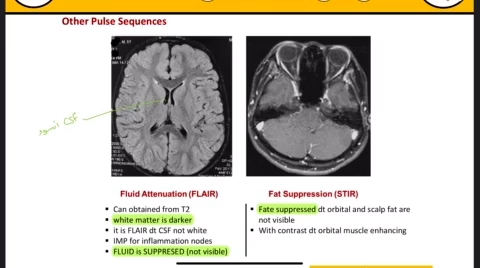 Other Pulse Sequences
Fluid Attenuation (FLAIR)
▪ Can obtained from T2
▪ white matter is darker
▪ it is FLAIR dt CSF not white
▪ IMP for inflammation nodes
▪ FLUID is SUPPRESED (not visible)
Fat Suppression (STIR)
▪ Fate suppressed dt orbital and scalp fat are
not visible
▪ With contrast dt orbital muscle enhancing
CSF